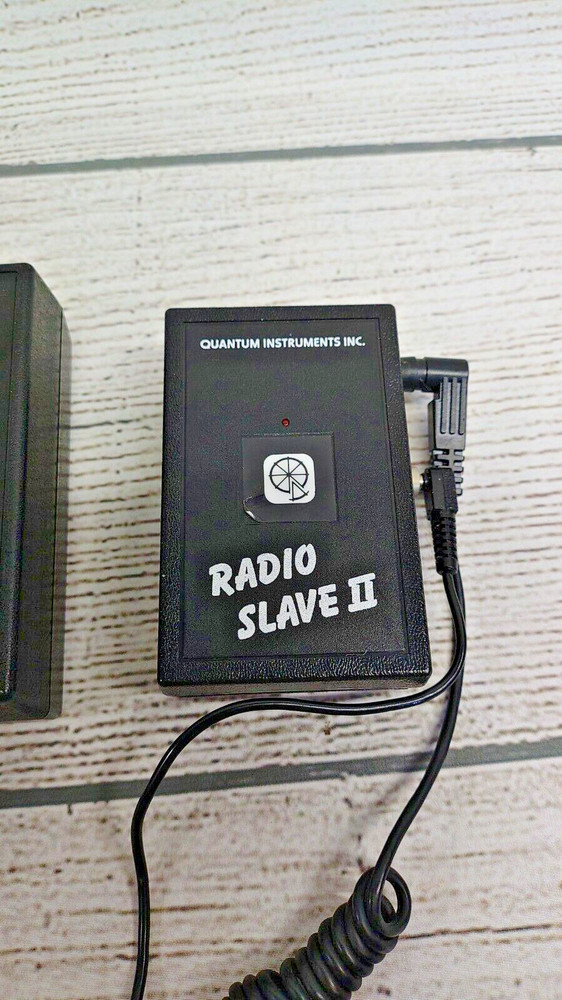 QUANTUM INSTRUMENTS INC.
RADIO
SLAVE II